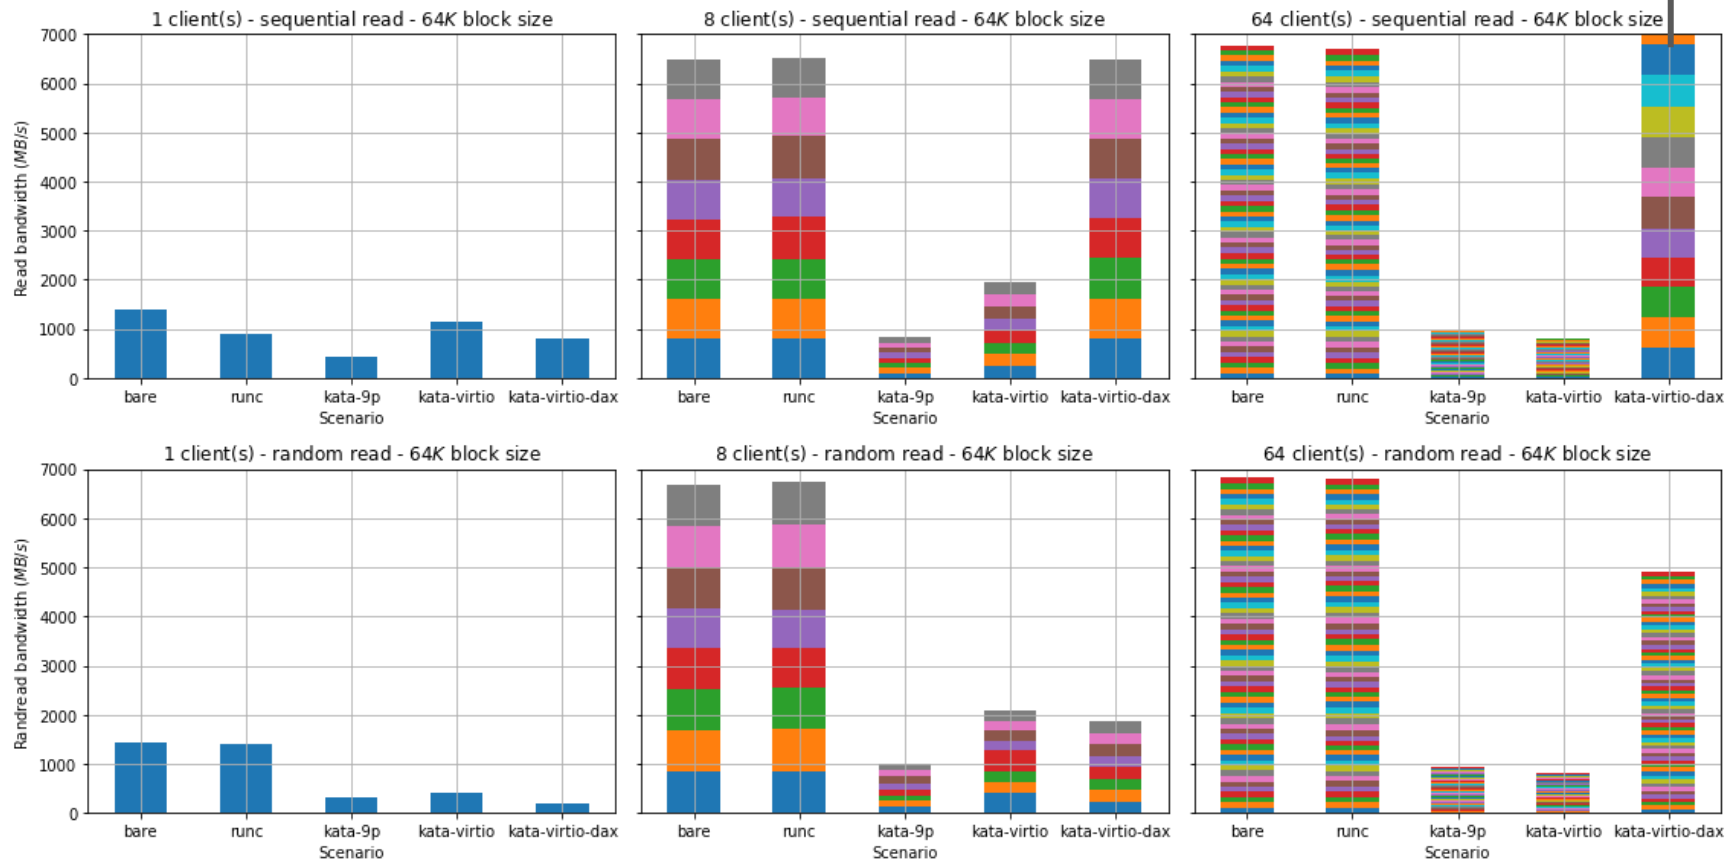 1 client(s) - sequential read - 64K block size
8 client(s) - sequential read - 64K block size
64 client(s) - sequential read - 64K block size
Read bandwidth (MB/s)
7000
6000
5000
4000
3000
2000
1000
0
bare runc kata-9p kata-virtio kata-virtio-dax
Scenario
bare runc kata-9p kata-virtio kata-virtio-dax
Scenario
bare runc kata-9p kata-virtio kata-virtio-dax
Scenario
1 client(s) - random read - 64K block size
8 client(s) - random read - 64K block size
64 client(s) - random read - 64K block size
Randread bandwidth (MB/s)
7000
6000
5000
4000
3000
2000
1000
0
bare runc kata-9p kata-virtio kata-virtio-dax
Scenario
bare runc kata-9p kata-virtio kata-virtio-dax
Scenario
bare runc kata-9p kata-virtio kata-virtio-dax
Scenario